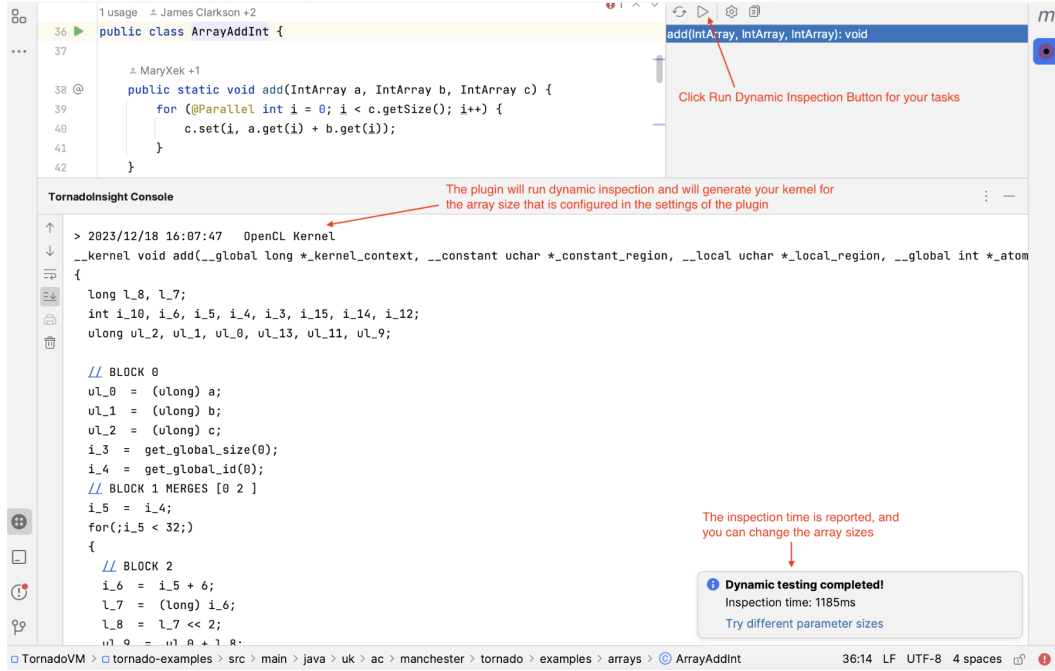 1 usage James Clarkson +2
1
m
36 public class ArrayAddInt {
add(IntArray, IntArray, IntArray): void
37
MaryXek +1
38 @ public static void add(IntArray a, IntArray b, IntArray c) {
Click Run Dynamic Inspection Button for your tasks
39 for (@Parallel int i = 0; i < c.getSize(); i++) {
40 c.set(i, a.get(i) + b.get(i));
41 }
42 }
TornadoInsight Console
The plugin will run dynamic inspection and will generate your kernel for
the array size that is configured in the settings of the plugin
> 2023/12/18 16:07:47 OpenCL Kernel
__kernel void add(__global long *_kernel_context, __constant uchar *_constant_region, __local uchar *_local_region, __global int *_atom
{
long l_8, l_7;
int i_10, i_6, i_5, i_4, i_3, i_15, i_14, i_12;
ulong ul_2, ul_1, ul_0, ul_13, ul_11, ul_9;
// BLOCK 0
ul_0 = (ulong) a;
ul_1 = (ulong) b;
ul_2 = (ulong) c;
i_3 = get_global_size(0);
i_4 = get_global_id(0);
// BLOCK 1 MERGES [0 2 ]
i_5 = i_4;
for(;i_5 < 32;)
{
// BLOCK 2
i_6 = i_5 + 6;
l_7 = (long) i_6;
l_8 = l_7 << 2;
ul_9 = ul_0 + l_8;
The inspection time is reported, and
you can change the array sizes
Dynamic testing completed!
Inspection time: 1185ms
Try different parameter sizes
TornadoVM > tornado-examples > src > main > java > uk > ac > manchester > tornado > examples > arrays > ArrayAddInt 36:14 LF UTF-8 4 spaces